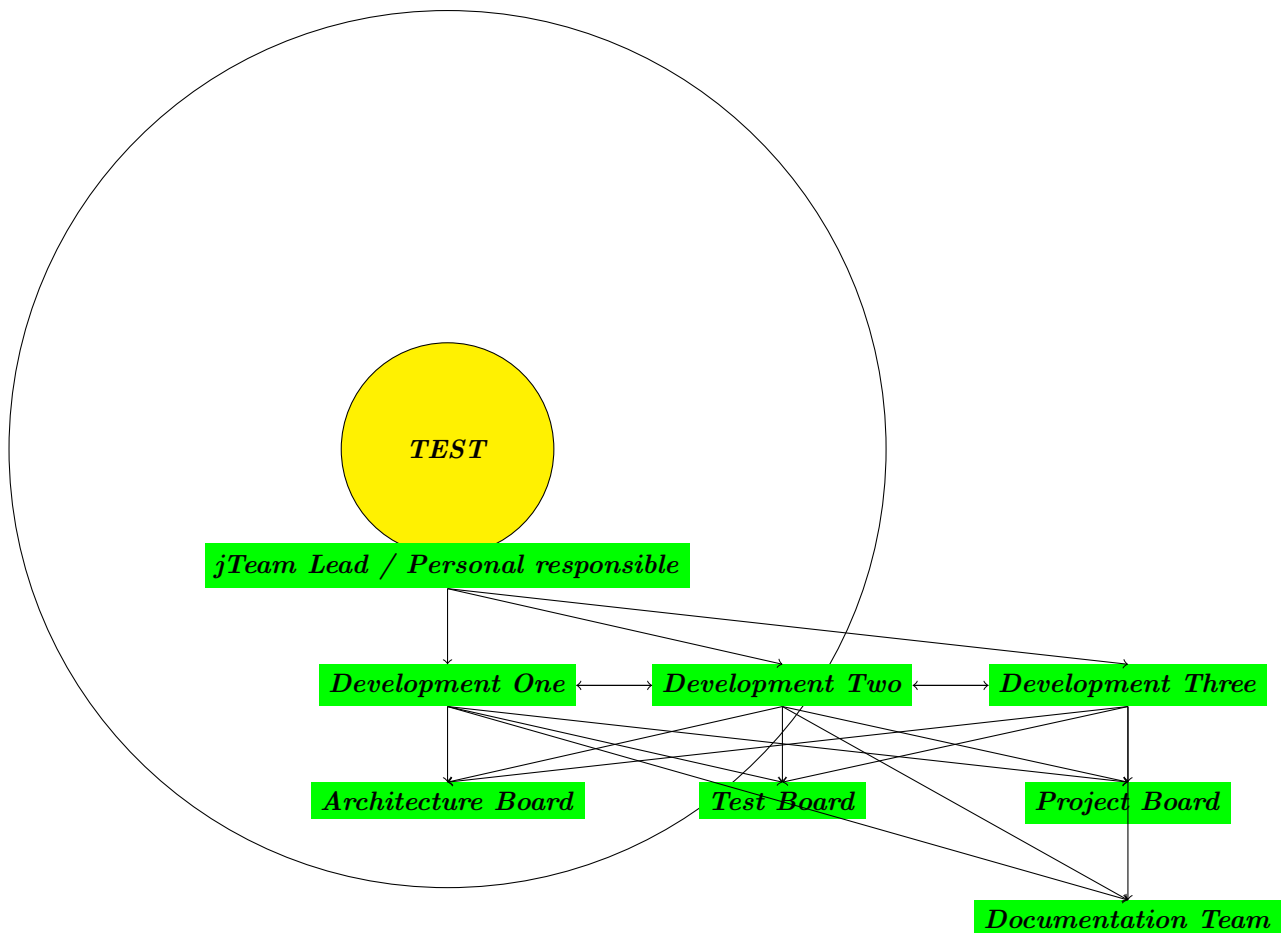 TEST
jTeam Lead / Personal responsible
Development One
Development Two
Development Three
Architecture Board
Test Board
Project Board
Documentation Team